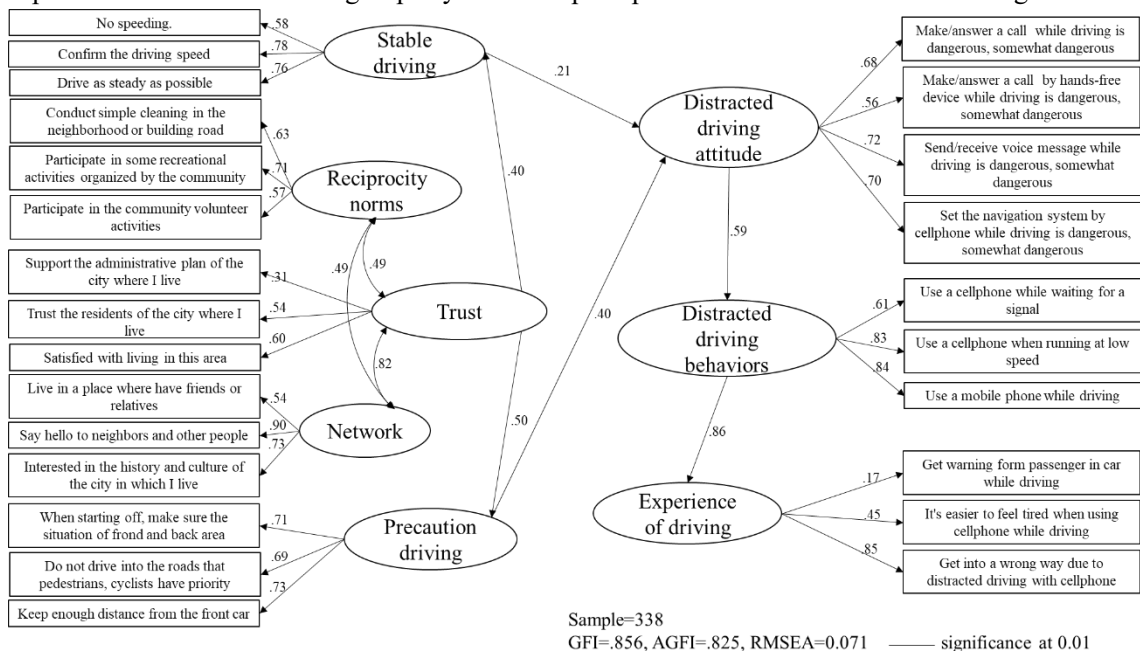 No speeding.
.58
Confirm the driving speed
.78
Drive as steady as possible
.76
Stable
driving
.21
Conduct simple cleaning in the
neighborhood or building road
.63
Participate in some recreational
activities organized by the community
.71
Participate in the community volunteer
activities
.57
Reciprocity
norms
.49
.49
.40
Support the administrative plan of the
city where I live
.31
Trust the residents of the city where I
live
.54
Satisfied with living in this area
.60
Trust
.82
Live in a place where have friends or
relatives
.54
Say hello to neighbors and other people
.90
Interested in the history and culture of
the city in which I live
.73
Network
.50
.40
When starting off, make sure the
situation of frond and back area
.71
Do not drive into the roads that
pedestrians, cyclists have priority
.69
Keep enough distance from the front car
.73
Precaution
driving
Distracted
driving
attitude
.68
Make/answer a call while driving is
dangerous, somewhat dangerous
.56
Make/answer a call by hands-free
device while driving is dangerous,
somewhat dangerous
.72
Send/receive voice message while
driving is dangerous, somewhat
dangerous
.70
Set the navigation system by
cellphone while driving is dangerous,
somewhat dangerous
.59
Distracted
driving
behaviors
.61
Use a cellphone while waiting for a
signal
.83
Use a cellphone when running at low
speed
.84
Use a mobile phone while driving
.86
Experience
of driving
.17
Get warning form passenger in car
while driving
.45
It's easier to feel tired when using
cellphone while driving
.85
Get into a wrong way due to
distracted driving with cellphone
Sample=338
GFI=.856, AGFI=.825, RMSEA=0.071
significance at 0.01